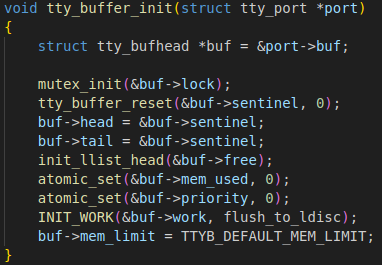 void tty_buffer_init(struct tty_port *port)
{
    struct tty_bufhead *buf = &port->buf;

    mutex_init(&buf->lock);
    tty_buffer_reset(&buf->sentinel, 0);
    buf->head = &buf->sentinel;
    buf->tail = &buf->sentinel;
    init_llist_head(&buf->free);
    atomic_set(&buf->mem_used, 0);
    atomic_set(&buf->priority, 0);
    INIT_WORK(&buf->work, flush_to_ldisc);
    buf->mem_limit = TTYB_DEFAULT_MEM_LIMIT;
}